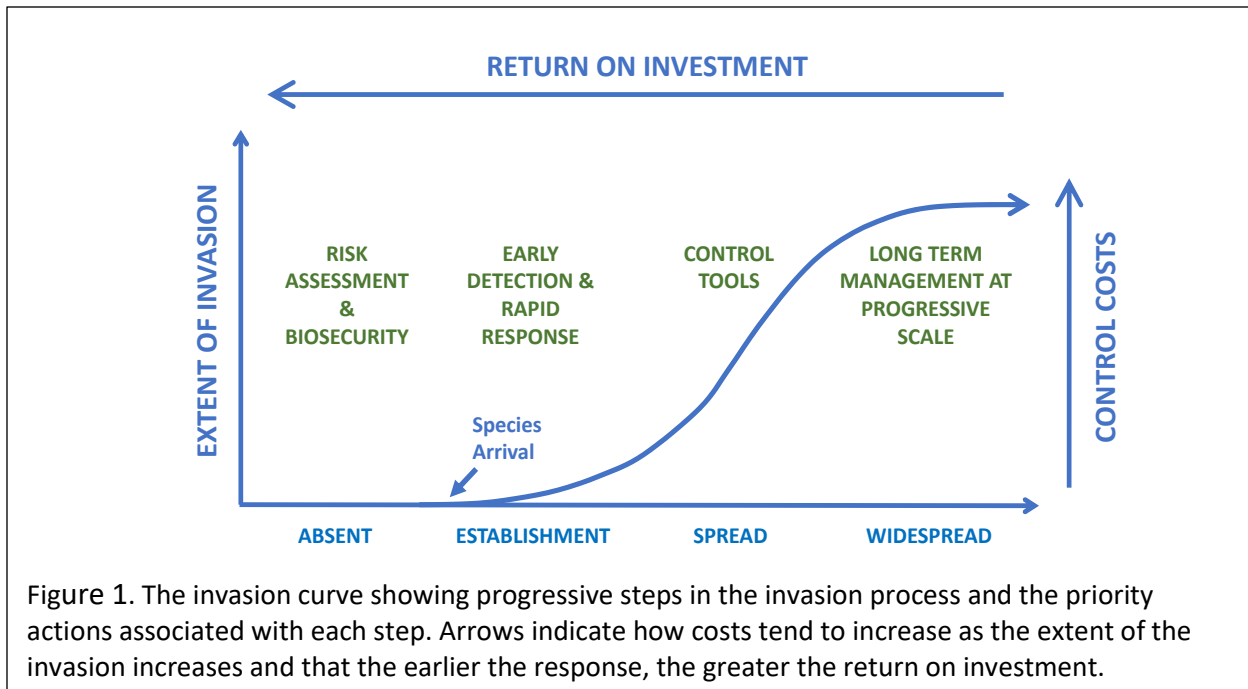 RETURN ON INVESTMENT
EXTENT OF INVASION
RISK
ASSESSMENT
&
BIOSECURITY
EARLY
DETECTION &
RAPID
RESPONSE
CONTROL
TOOLS
LONG TERM
MANAGEMENT AT
PROGRESSIVE
SCALE
CONTROL COSTS
Species
Arrival
ABSENT
ESTABLISHMENT
SPREAD
WIDESPREAD
Figure 1. The invasion curve showing progressive steps in the invasion process and the priority
actions associated with each step. Arrows indicate how costs tend to increase as the extent of the
invasion increases and that the earlier the response, the greater the return on investment.